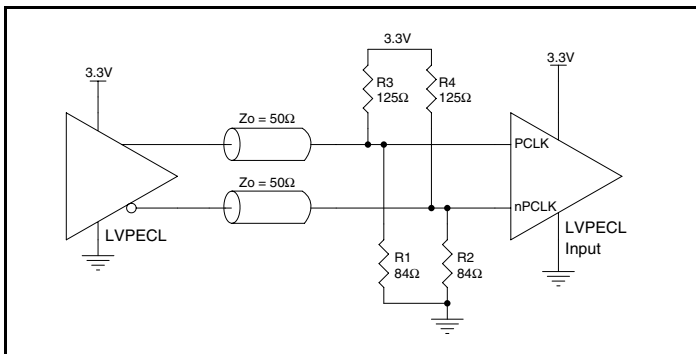 3.3V
3.3V
3.3V
R3
125Ω
R4
125Ω
Zo = 50Ω
PCLK
Zo = 50Ω
nPCLK
LVPECL
LVPECL
Input
R1
84Ω
R2
84Ω